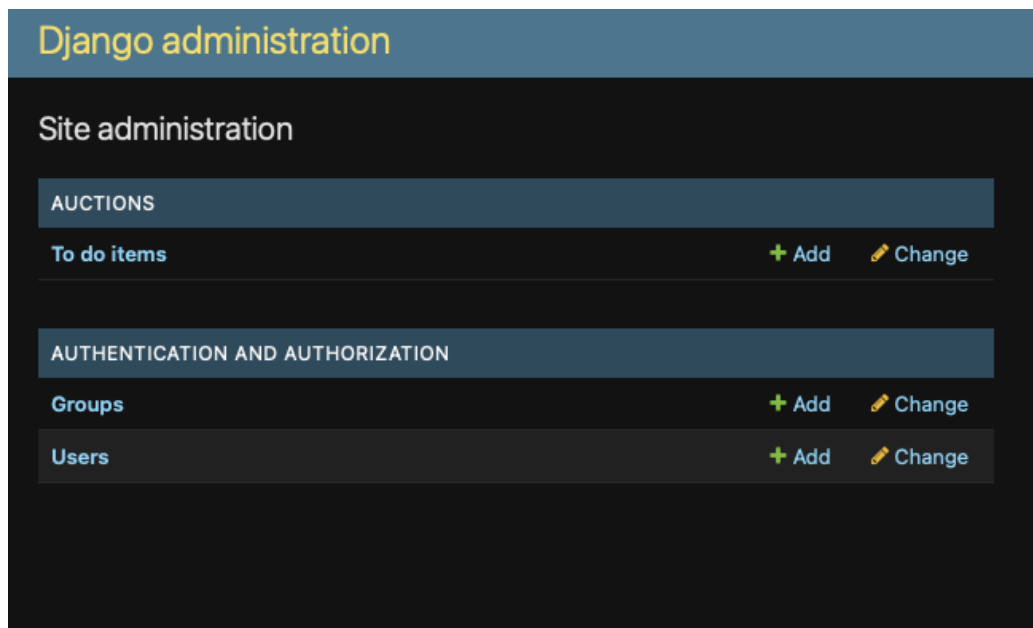 Django administration
Site administration
AUCTIONS
To do items Add Change
AUTHENTICATION AND AUTHORIZATION
Groups Add Change
Users Add Change